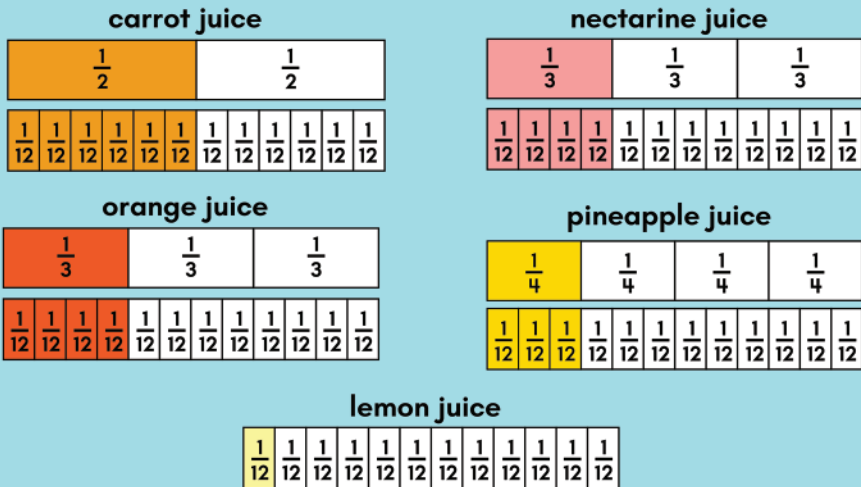 carrot juice
1/2 1/2
1/12 1/12 1/12 1/12 1/12 1/12 1/12 1/12 1/12 1/12 1/12 1/12
nectarine juice
1/3 1/3 1/3
1/12 1/12 1/12 1/12 1/12 1/12 1/12 1/12 1/12 1/12 1/12 1/12
orange juice
1/3 1/3 1/3
1/12 1/12 1/12 1/12 1/12 1/12 1/12 1/12 1/12 1/12 1/12 1/12
pineapple juice
1/4 1/4 1/4 1/4
1/12 1/12 1/12 1/12 1/12 1/12 1/12 1/12 1/12 1/12 1/12 1/12
lemon juice
1/12 1/12 1/12 1/12 1/12 1/12 1/12 1/12 1/12 1/12 1/12 1/12